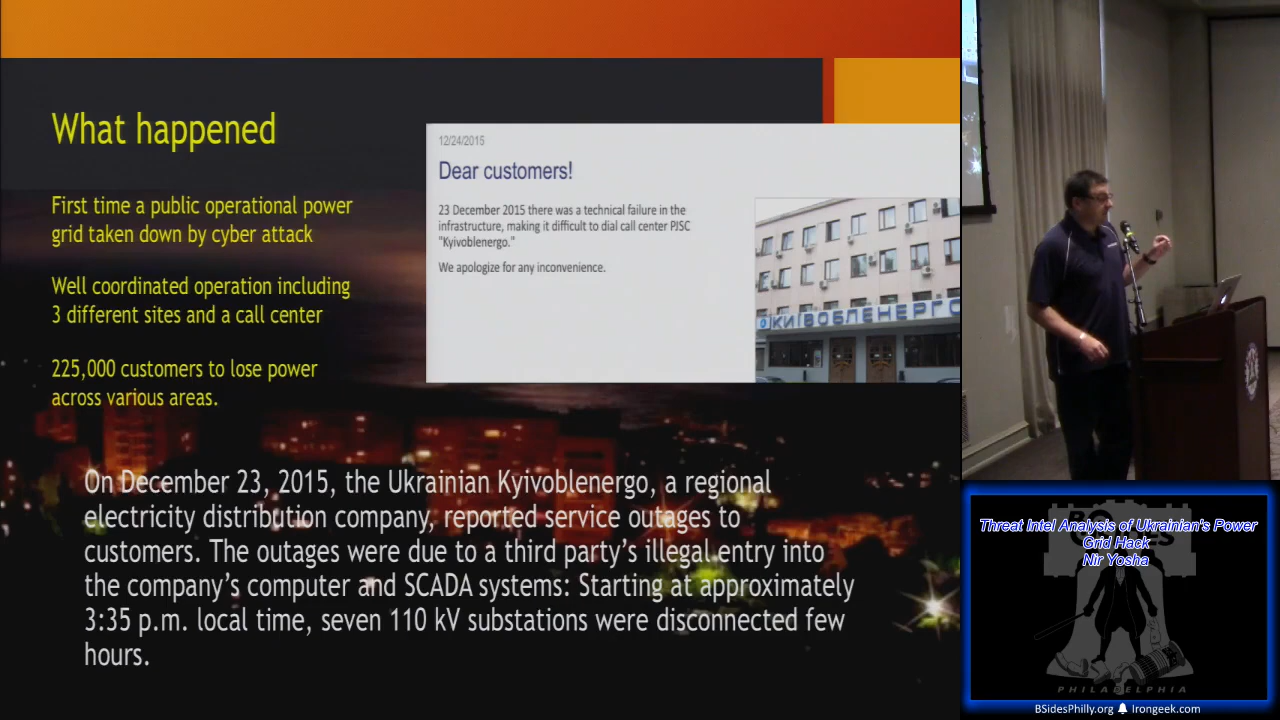 What happened
First time a public operational power
grid taken down by cyber attack
Well coordinated operation including
3 different sites and a call center
225,000 customers to lose power
across various areas.
12/24/2015
Dear customers!
23 December 2015 there was a technical failure in the
infrastructure, making it difficult to dial call center PJSC
"Kyivoblenergo."
We apologize for any inconvenience.
КИЇВОБЛЕНЕРГО
On December 23, 2015, the Ukrainian Kyivoblenergo, a regional
electricity distribution company, reported service outages to
customers. The outages were due to a third party's illegal entry into
the company's computer and SCADA systems: Starting at approximately
3:35 p.m. local time, seven 110 kV substations were disconnected few
hours.
Threat Intel Analysis of Ukrainian's Power
Grid Hack
Nir Yosha
PHILADELPHIA
BSidesPhilly.org Irongeek.com